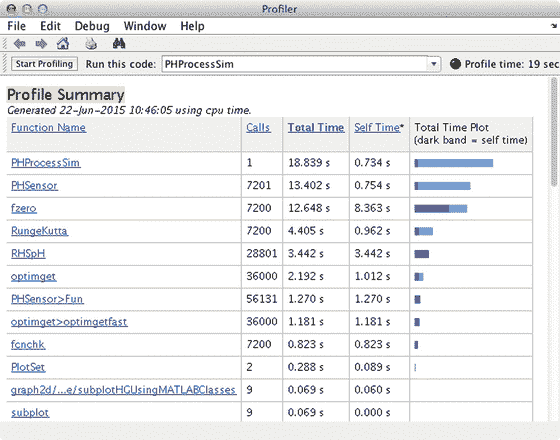 Profiler
File Edit Debug Window Help
Start Profiling Run this code: PHProcessSim Profile time: 19 sec
Profile Summary
Generated 22-Jun-2015 10:46:05 using cpu time.
Function Name Calls Total Time Self Time* Total Time Plot
(dark band = self time)
PHProcessSim 1 18.839 s 0.734 s
PHSensor 7201 13.402 s 0.754 s
fzero 7200 12.648 s 8.363 s
RungeKutta 7200 4.405 s 0.962 s
RHSpH 28801 3.442 s 3.442 s
optimget 36000 2.192 s 1.012 s
PHSensor>Fun 56131 1.270 s 1.270 s
optimget>optimgetfast 36000 1.181 s 1.181 s
fcnchk 7200 0.823 s 0.823 s
PlotSet 2 0.288 s 0.089 s
graph2d/...e/subplotHGUsingMATLABClasses 9 0.069 s 0.060 s
subplot 9 0.069 s 0.000 s